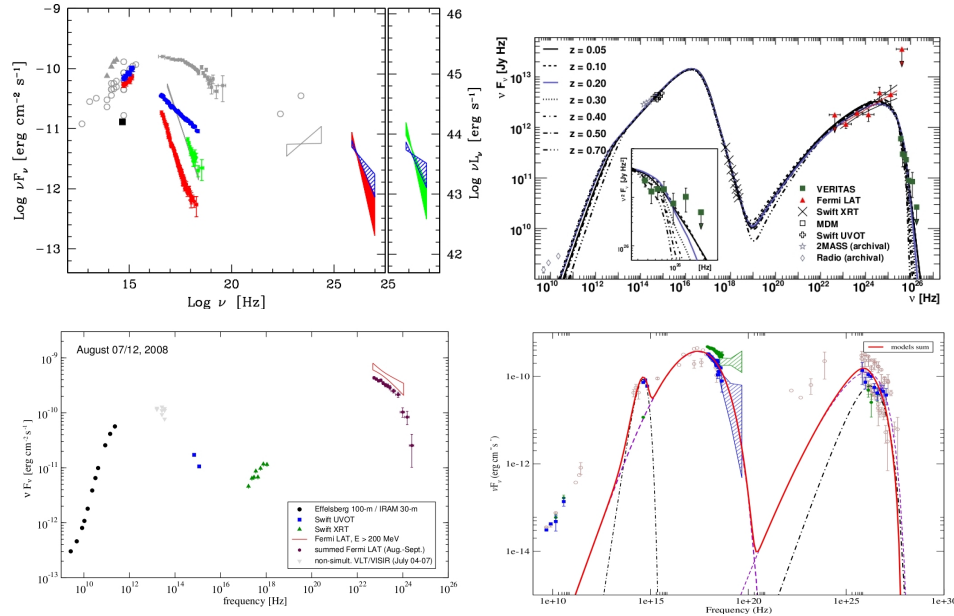 46
-9
-10
45
-11
44
-12
43
-13
42
15
20
25
25
Log νFν [erg cm⁻² s⁻¹]
Log νLν [erg s⁻¹]
Log ν [Hz]
ν Fν [Jy Hz]
z = 0.05
z = 0.10
z = 0.20
z = 0.30
z = 0.40
z = 0.50
z = 0.70
10¹³
10¹²
10¹¹
10¹⁰
ν Fν [Jy Hz]
10²⁶
[Hz]
VERITAS
Fermi LAT
Swift XRT
MDM
Swift UVOT
2MASS (archival)
Radio (archival)
10¹⁰ 10¹² 10¹⁴ 10¹⁶ 10¹⁸ 10²⁰ 10²² 10²⁴ 10²⁶
ν [Hz]
August 07/12, 2008
10⁻⁹
10⁻¹⁰
10⁻¹¹
10⁻¹²
10⁻¹³
ν Fν [erg cm⁻² s⁻¹]
Effelsberg 100-m / IRAM 30-m
Swift UVOT
Swift XRT
Fermi LAT, E > 200 MeV
summed Fermi LAT (Aug.-Sept.)
non-simult. VLT/VISIR (July 04-07)
10¹⁰ 10¹² 10¹⁴ 10¹⁶ 10¹⁸ 10²⁰ 10²² 10²⁴ 10²⁶
frequency [Hz]
models sum
1e-10
1e-12
1e-14
νFν (erg cm⁻² s⁻¹)
1e+10 1e+15 1e+20 1e+25 1e+30
Frequency (Hz)